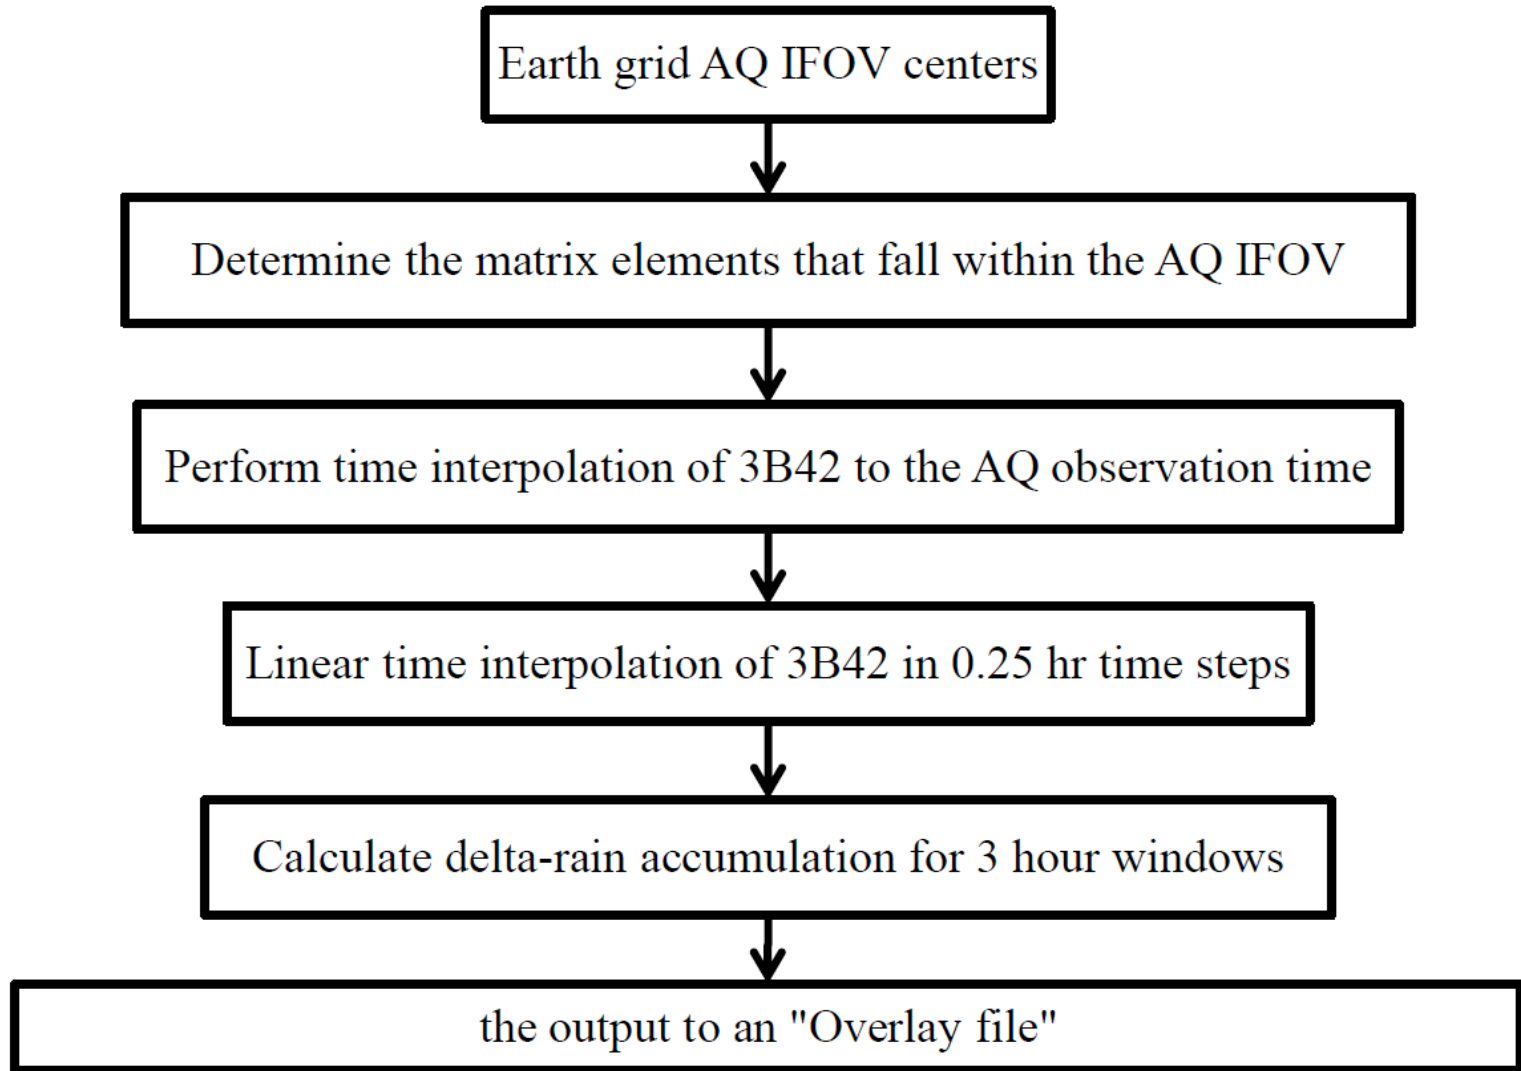 Earth grid AQ IFOV centers
Determine the matrix elements that fall within the AQ IFOV
Perform time interpolation of 3B42 to the AQ observation time
Linear time interpolation of 3B42 in 0.25 hr time steps
Calculate delta-rain accumulation for 3 hour windows
the output to an "Overlay file"